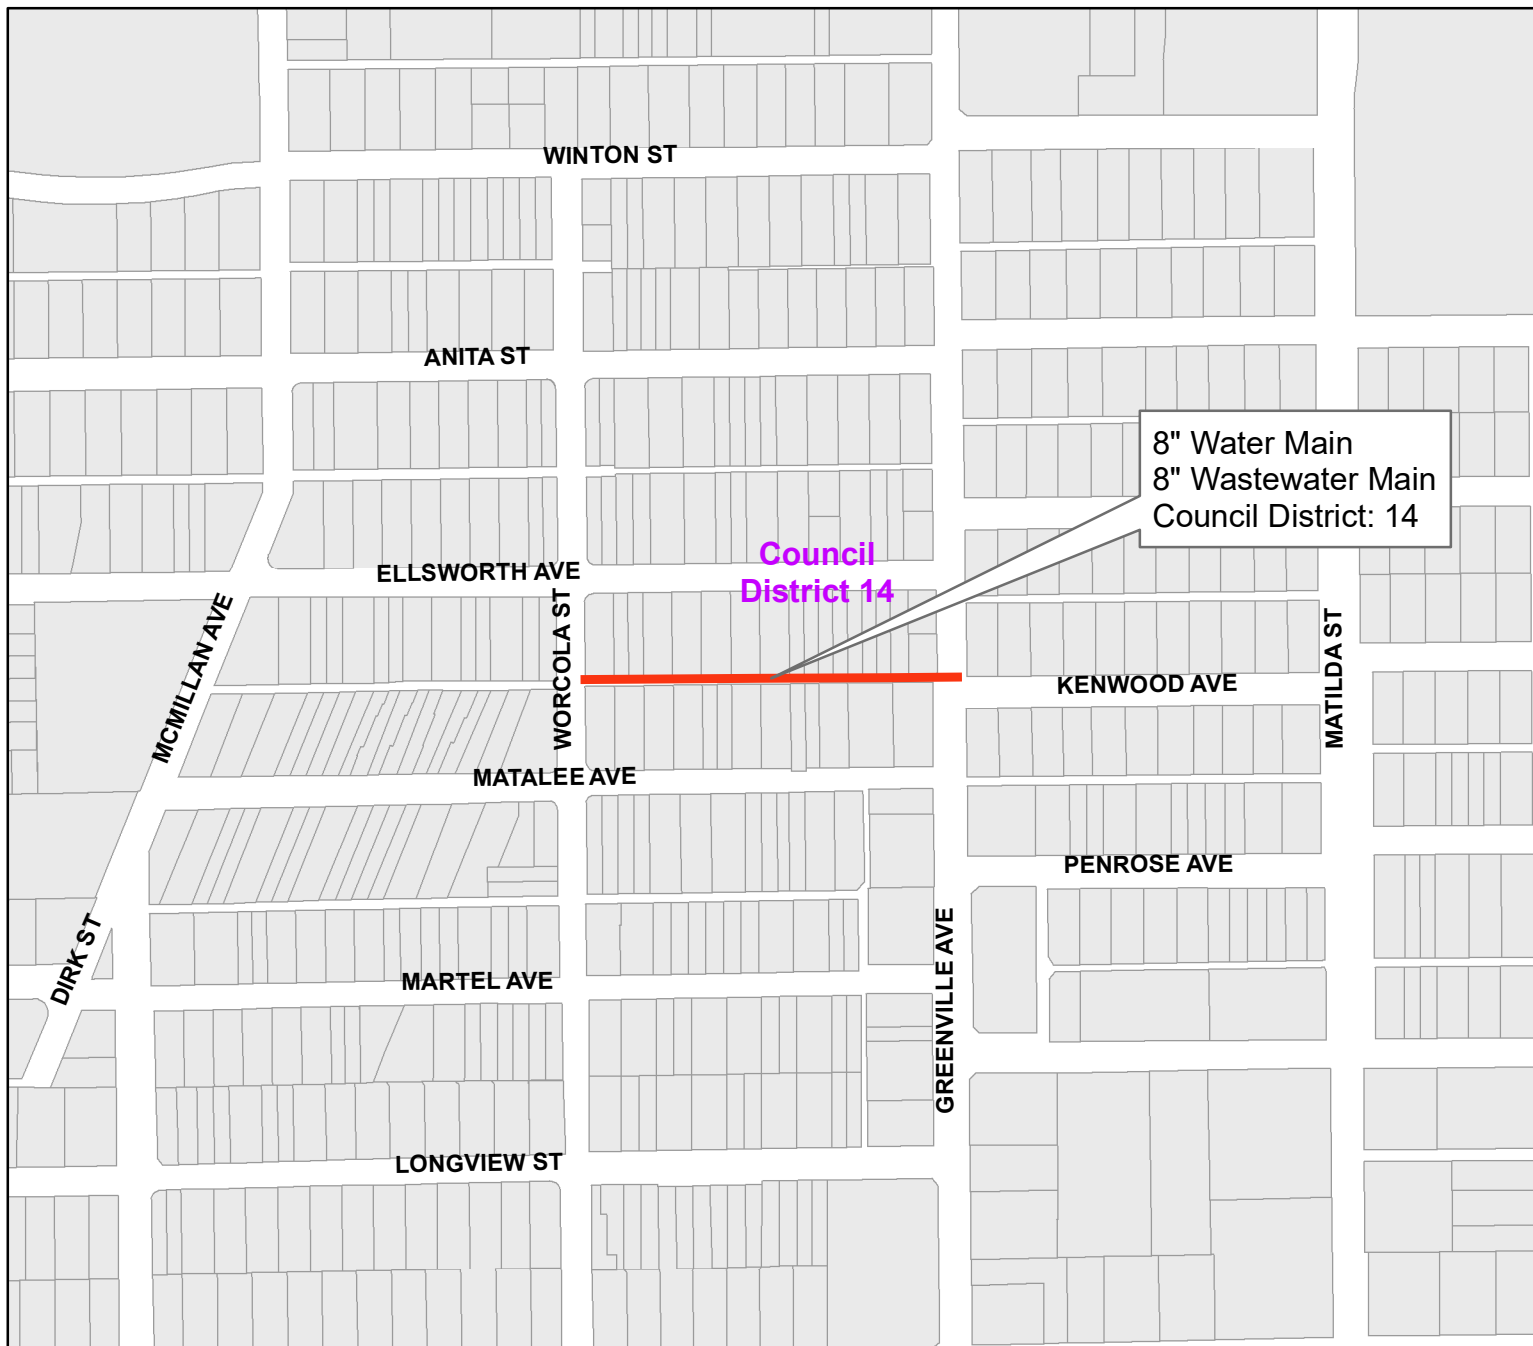 WINTON ST
ANITA ST
8" Water Main
8" Wastewater Main
Council District: 14
Council
District 14
ELLSWORTH AVE
MCMILLAN AVE
WORCOLA ST
MATILDA ST
KENWOOD AVE
MATALEE AVE
PENROSE AVE
DIRK ST
GREENVILLE AVE
MARTEL AVE
LONGVIEW ST